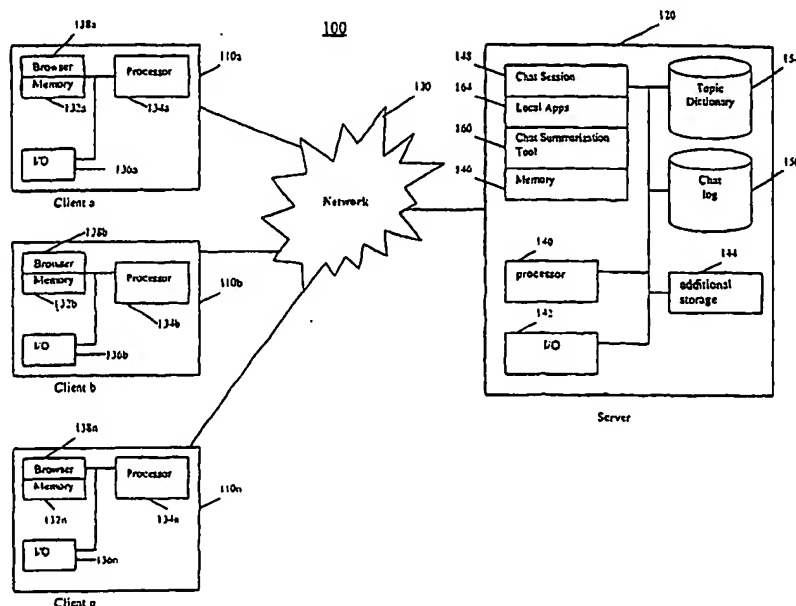 100
138a
Browser
Memory
132a
Processor
134a
110a
I/O
136a
Client a
138b
Browser
Memory
132b
Processor
134b
110b
I/O
136b
Client b
138n
Browser
Memory
132n
Processor
134n
110n
I/O
136n
Client n
130
Network
120
148
Chat Session
164
Local Apps
160
Chat Summarization
Tool
146
Memory
Topic
Dictionary
Chat
log
140
processor
142
I/O
144
additional
storage
Server